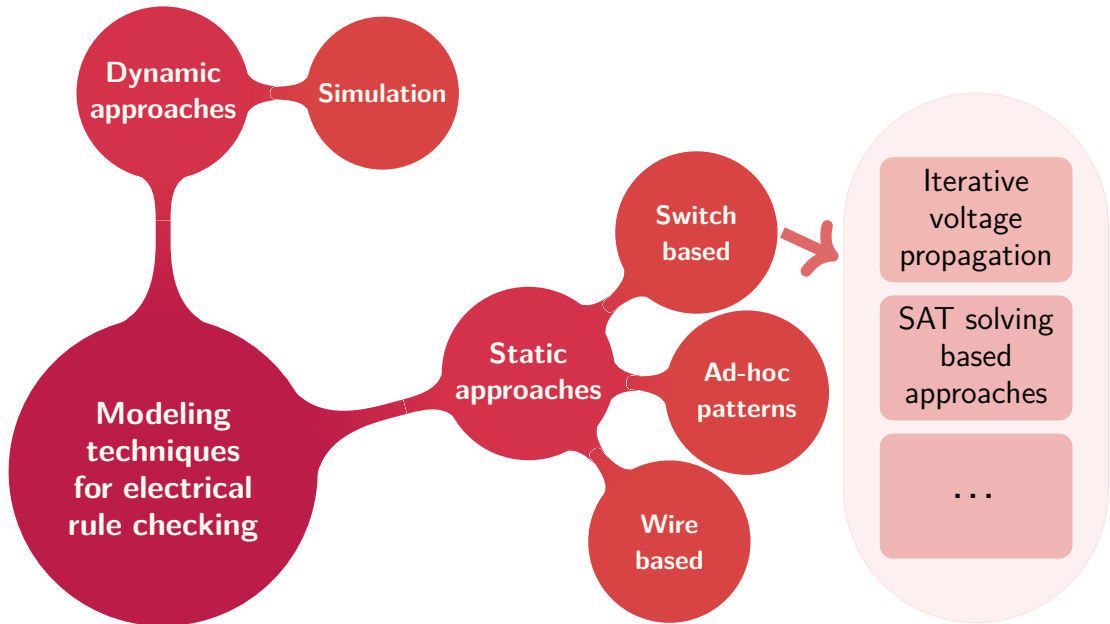 Dynamic
approaches
Simulation
Switch
based
Static
approaches
Ad-hoc
patterns
Wire
based
Modeling
techniques
for electrical
rule checking
Iterative
voltage
propagation
SAT solving
based
approaches
...